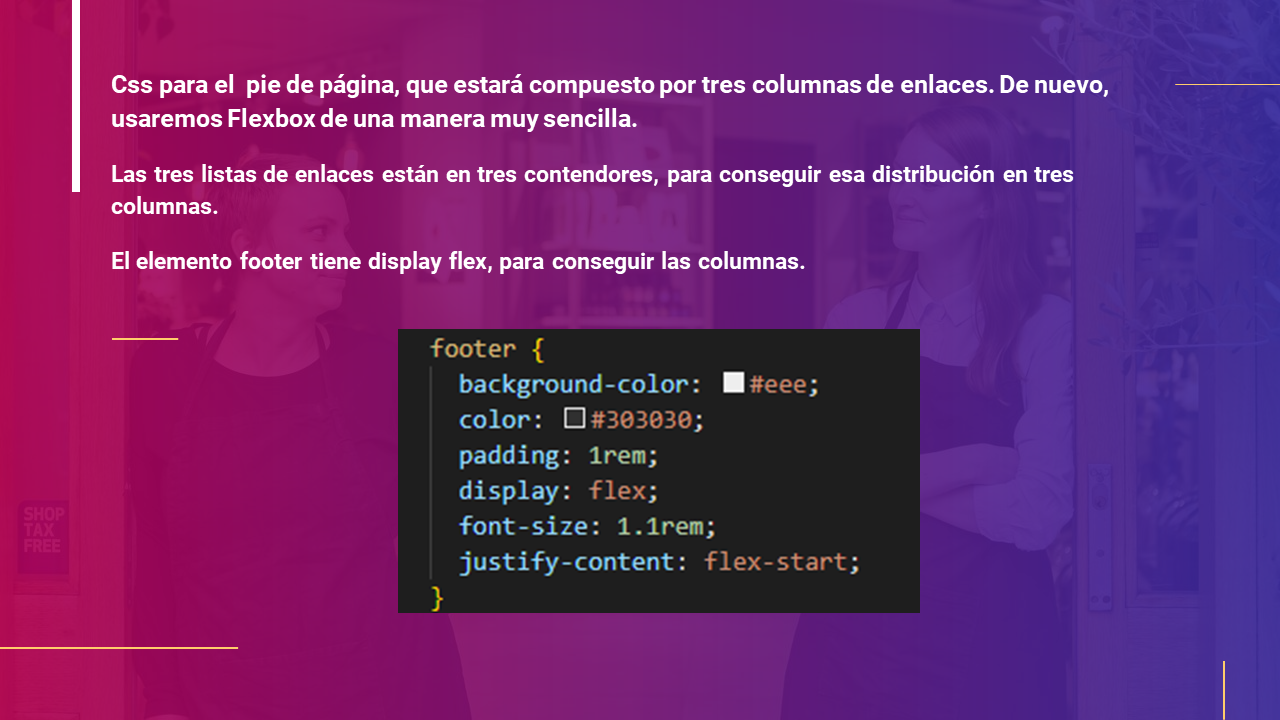 Css para el  pie de página, que estará compuesto por tres columnas de enlaces. De nuevo,
usaremos Flexbox de una manera muy sencilla.
Las tres listas de enlaces están en tres contendores, para conseguir esa distribución en tres
columnas.
El elemento footer tiene display flex, para conseguir las columnas.
footer {
background-color: #eee;
color: #303030;
padding: 1rem;
display: flex;
font-size: 1.1rem;
justify-content: flex-start;
}
SHOP
TAX
FREE